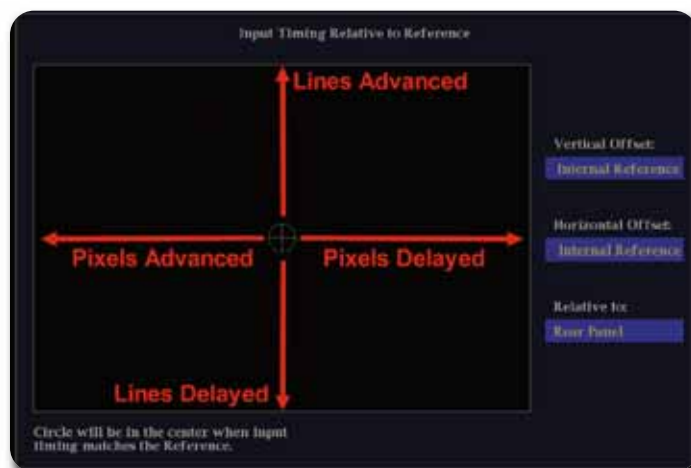 Input Timing Relative to Reference
Lines Advanced
Vertical Offset:
Internal Reference
Horizontal Offset:
Internal Reference
Pixels Advanced
Pixels Delayed
Relative to:
Rear Panel
Lines Delayed
Circle will be in the center when Input
timing matches the Reference.